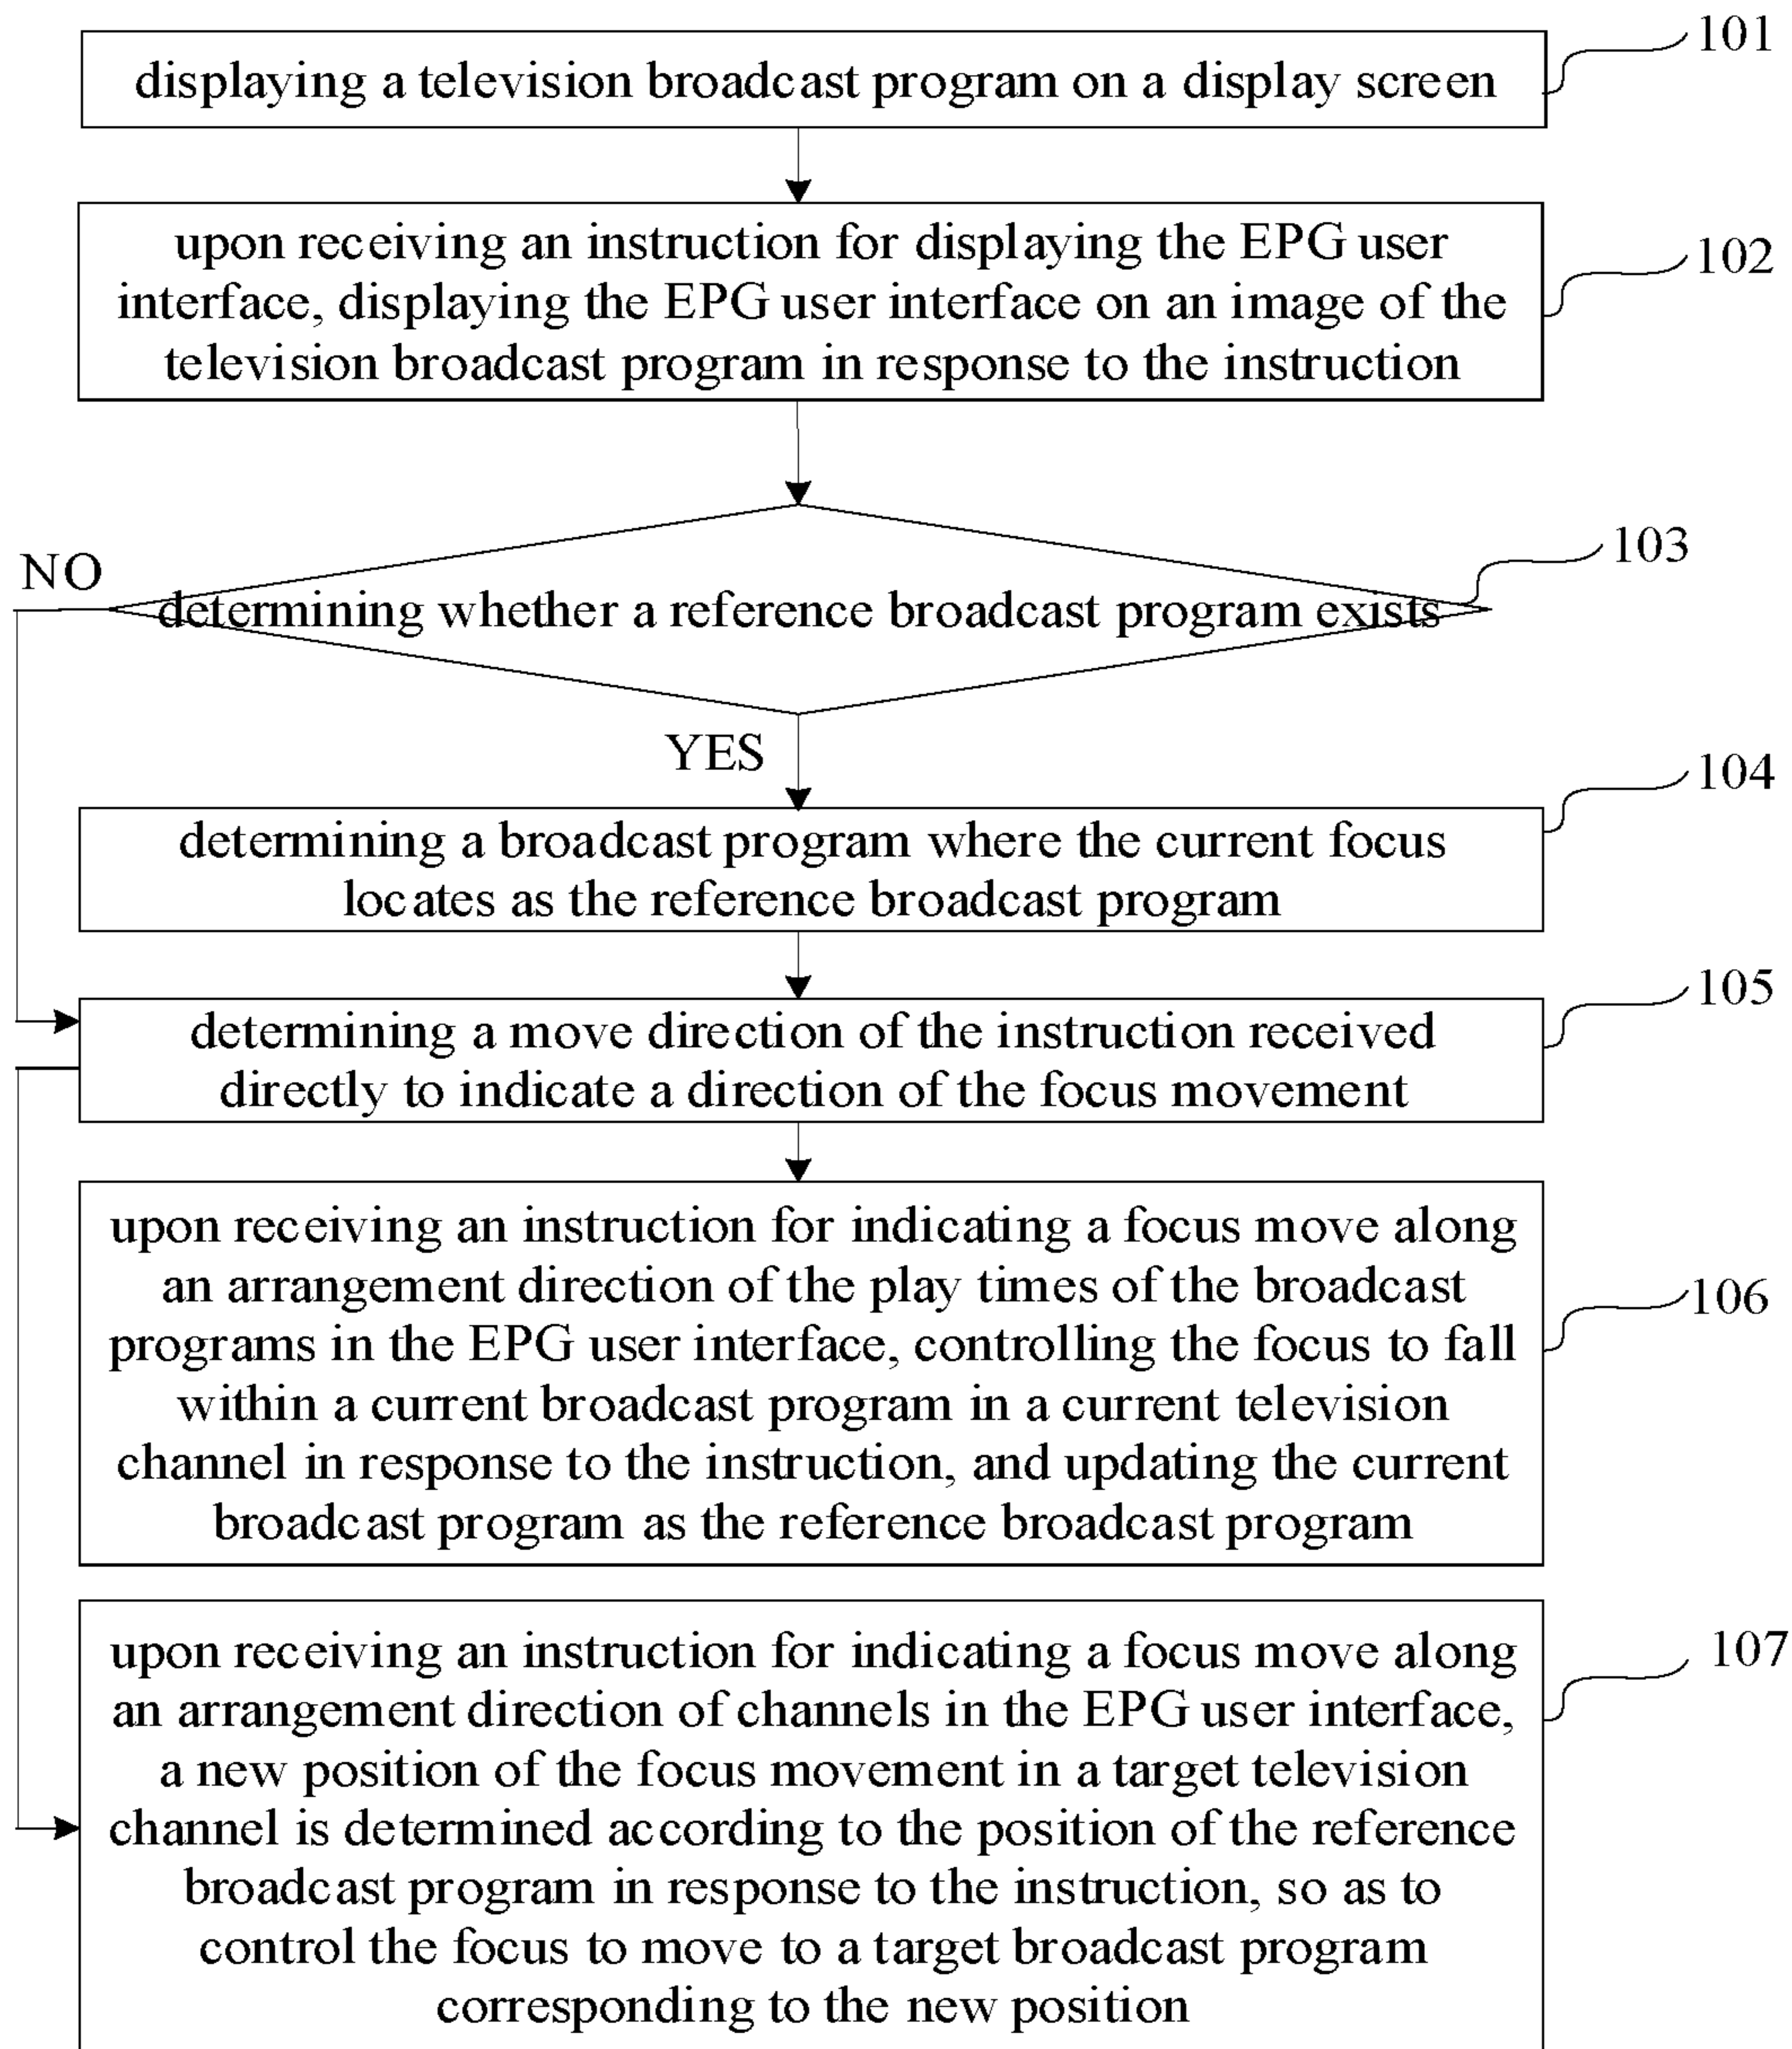 101
displaying a television broadcast program on a display screen
upon receiving an instruction for displaying the EPG user
interface, displaying the EPG user interface on an image of the
television broadcast program in response to the instruction
102
NO
determining whether a reference broadcast program exists
103
YES
determining a broadcast program where the current focus
locates as the reference broadcast program
104
determining a move direction of the instruction received
directly to indicate a direction of the focus movement
105
upon receiving an instruction for indicating a focus move along
an arrangement direction of the play times of the broadcast
programs in the EPG user interface, controlling the focus to fall
within a current broadcast program in a current television
channel in response to the instruction, and updating the current
broadcast program as the reference broadcast program
106
upon receiving an instruction for indicating a focus move along
an arrangement direction of channels in the EPG user interface,
a new position of the focus movement in a target television
channel is determined according to the position of the reference
broadcast program in response to the instruction, so as to
control the focus to move to a target broadcast program
corresponding to the new position
107